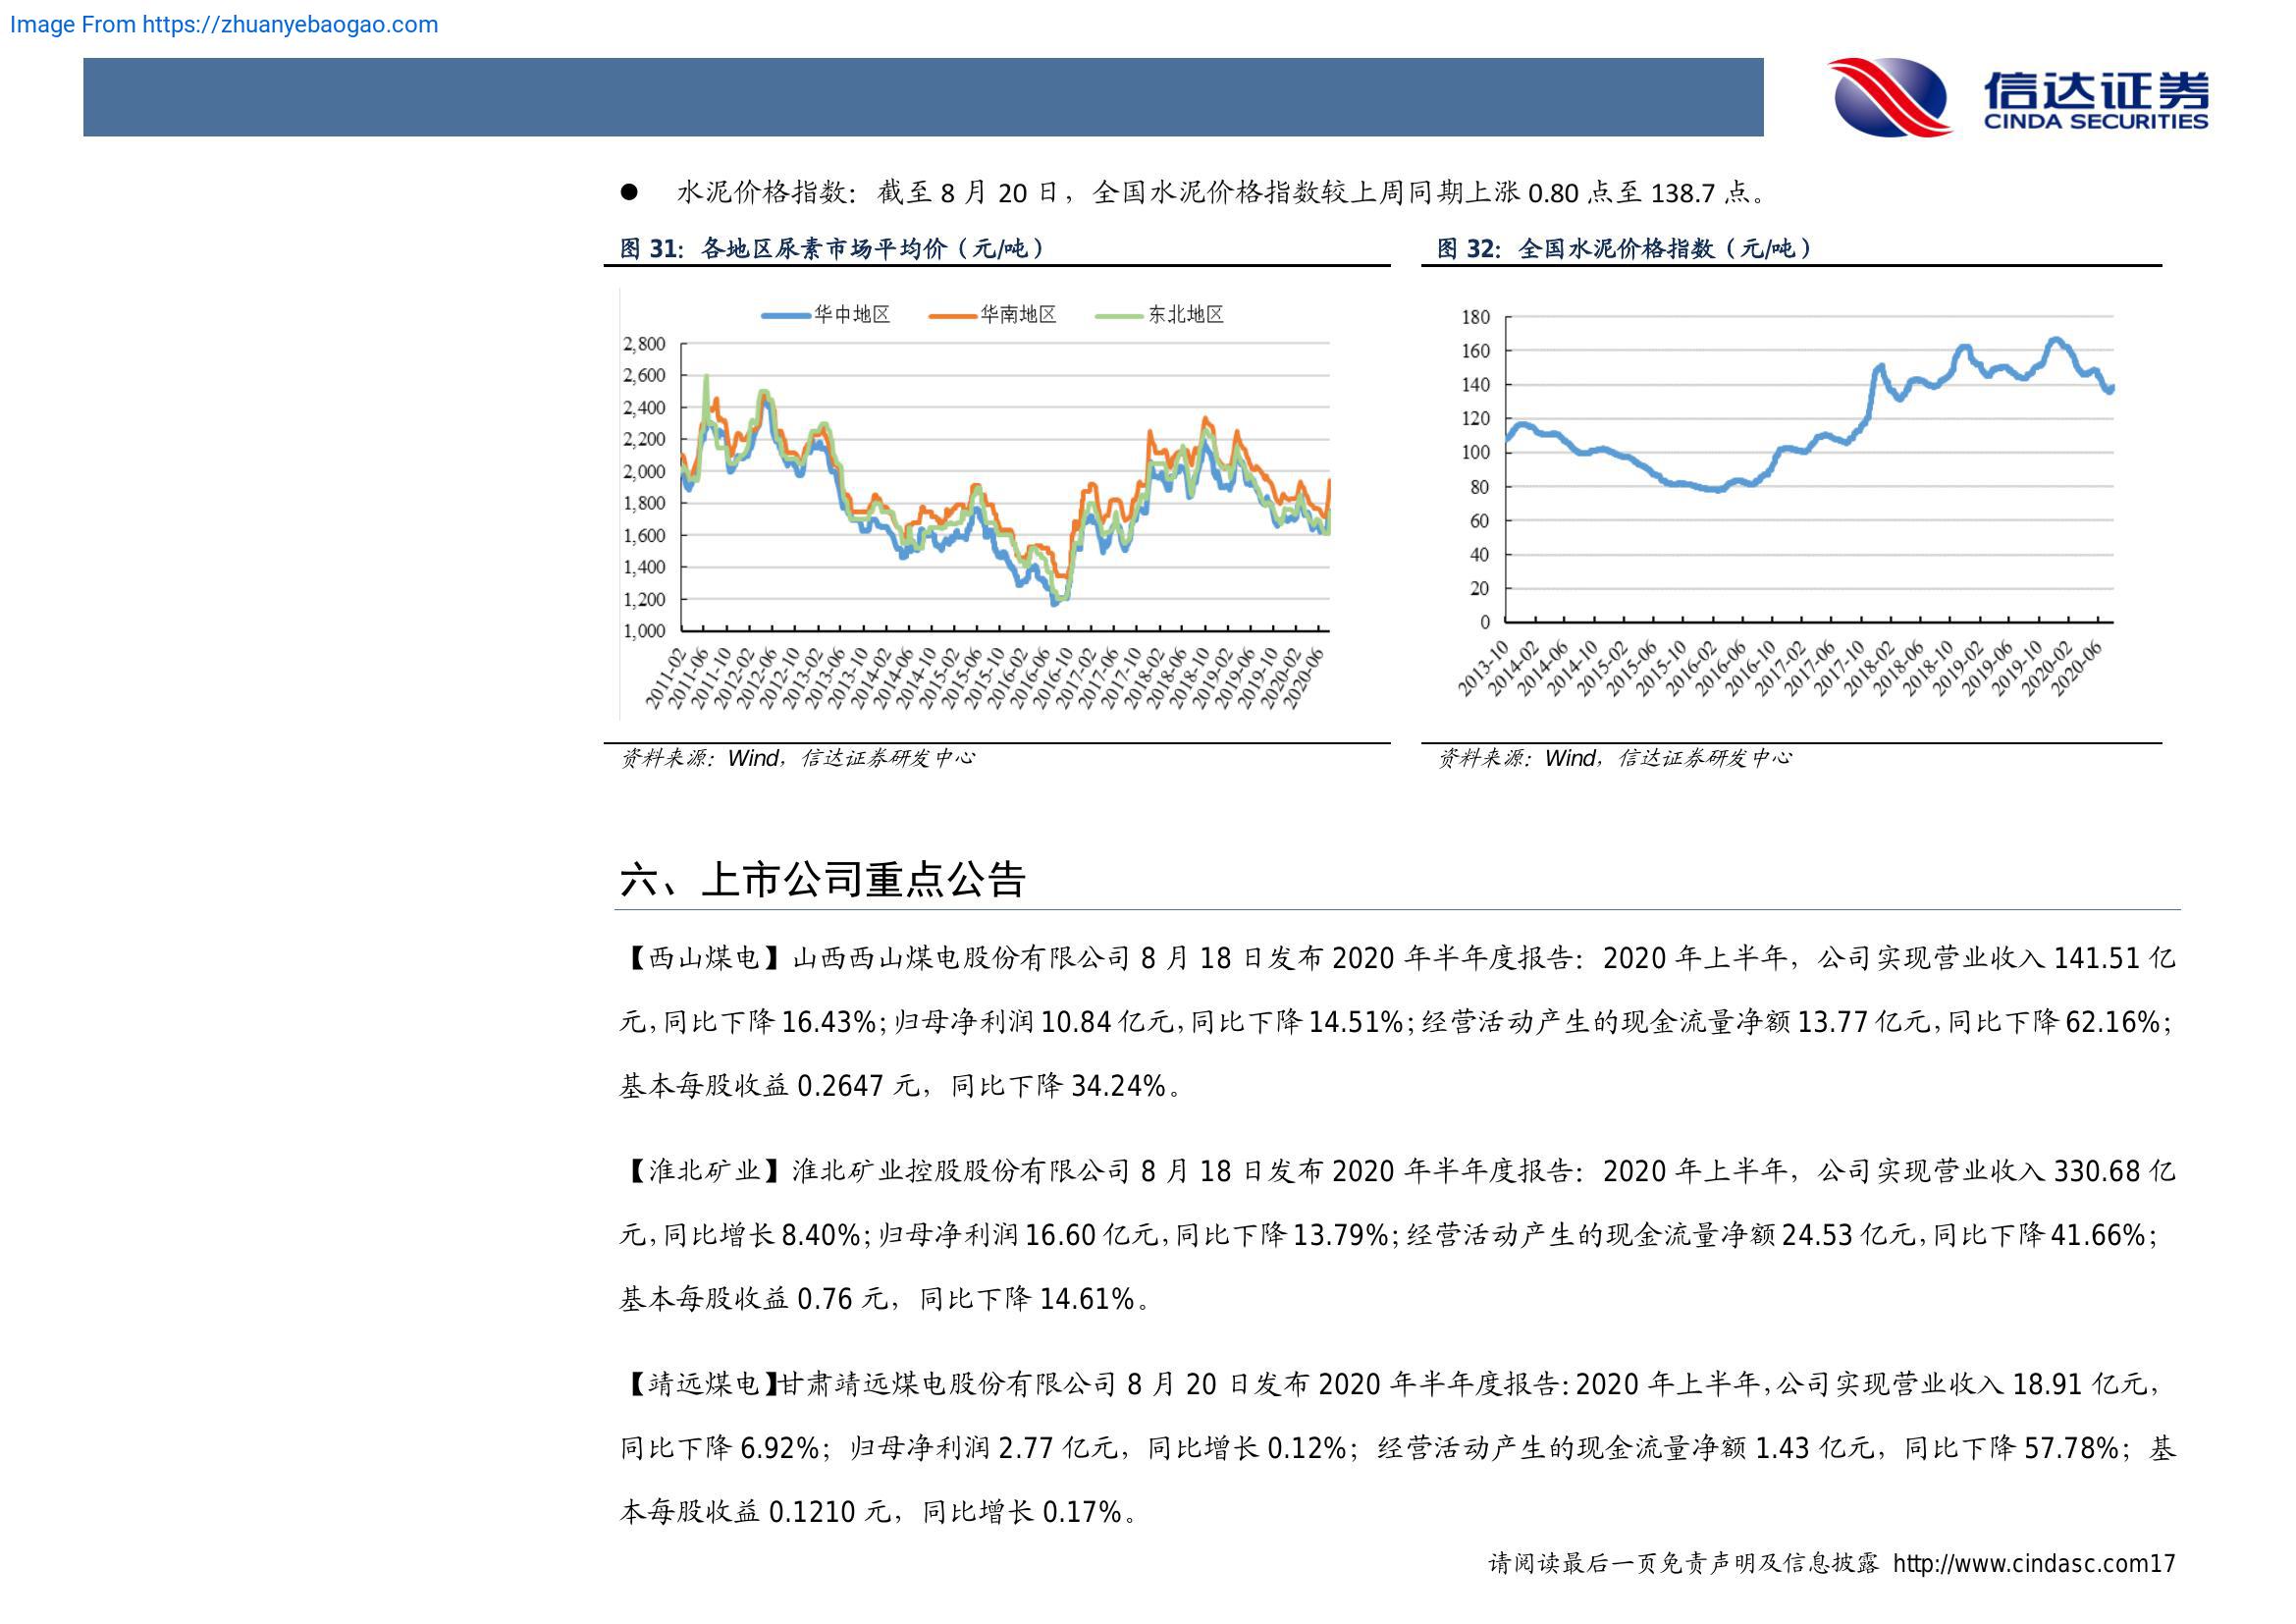 Image From https://zhuanyebaogao.com
信达证券
CINDA SECURITIES
● 水泥价格指数：截至 8 月 20 日，全国水泥价格指数较上周同期上涨 0.80 点至 138.7 点。
图 31：各地区尿素市场平均价（元/吨）
华中地区 华南地区 东北地区
2,800
2,600
2,400
2,200
2,000
1,800
1,600
1,400
1,200
1,000
2011-02 2011-06 2011-10 2012-02 2012-06 2012-10 2013-02 2013-06 2013-10 2014-02 2014-06 2014-10 2015-02 2015-06 2015-10 2016-02 2016-06 2016-10 2017-02 2017-06 2017-10 2018-02 2018-06 2018-10 2019-02 2019-06 2019-10 2020-02 2020-06
资料来源：Wind，信达证券研发中心
图 32：全国水泥价格指数（元/吨）
180
160
140
120
100
80
60
40
20
0
2013-10 2014-02 2014-06 2014-10 2015-02 2015-06 2015-10 2016-02 2016-06 2016-10 2017-02 2017-06 2017-10 2018-02 2018-06 2018-10 2019-02 2019-06 2019-10 2020-02 2020-06
资料来源：Wind，信达证券研发中心
六、上市公司重点公告
【西山煤电】山西西山煤电股份有限公司 8 月 18 日发布 2020 年半年度报告：2020 年上半年，公司实现营业收入 141.51 亿
元，同比下降 16.43%；归母净利润 10.84 亿元，同比下降 14.51%；经营活动产生的现金流量净额 13.77 亿元，同比下降 62.16%；
基本每股收益 0.2647 元，同比下降 34.24%。
【淮北矿业】淮北矿业控股股份有限公司 8 月 18 日发布 2020 年半年度报告：2020 年上半年，公司实现营业收入 330.68 亿
元，同比增长 8.40%；归母净利润 16.60 亿元，同比下降 13.79%；经营活动产生的现金流量净额 24.53 亿元，同比下降 41.66%；
基本每股收益 0.76 元，同比下降 14.61%。
【靖远煤电】甘肃靖远煤电股份有限公司 8 月 20 日发布 2020 年半年度报告：2020 年上半年，公司实现营业收入 18.91 亿元，
同比下降 6.92%；归母净利润 2.77 亿元，同比增长 0.12%；经营活动产生的现金流量净额 1.43 亿元，同比下降 57.78%；基
本每股收益 0.1210 元，同比增长 0.17%。
请阅读最后一页免责声明及信息披露 http://www.cindasc.com17